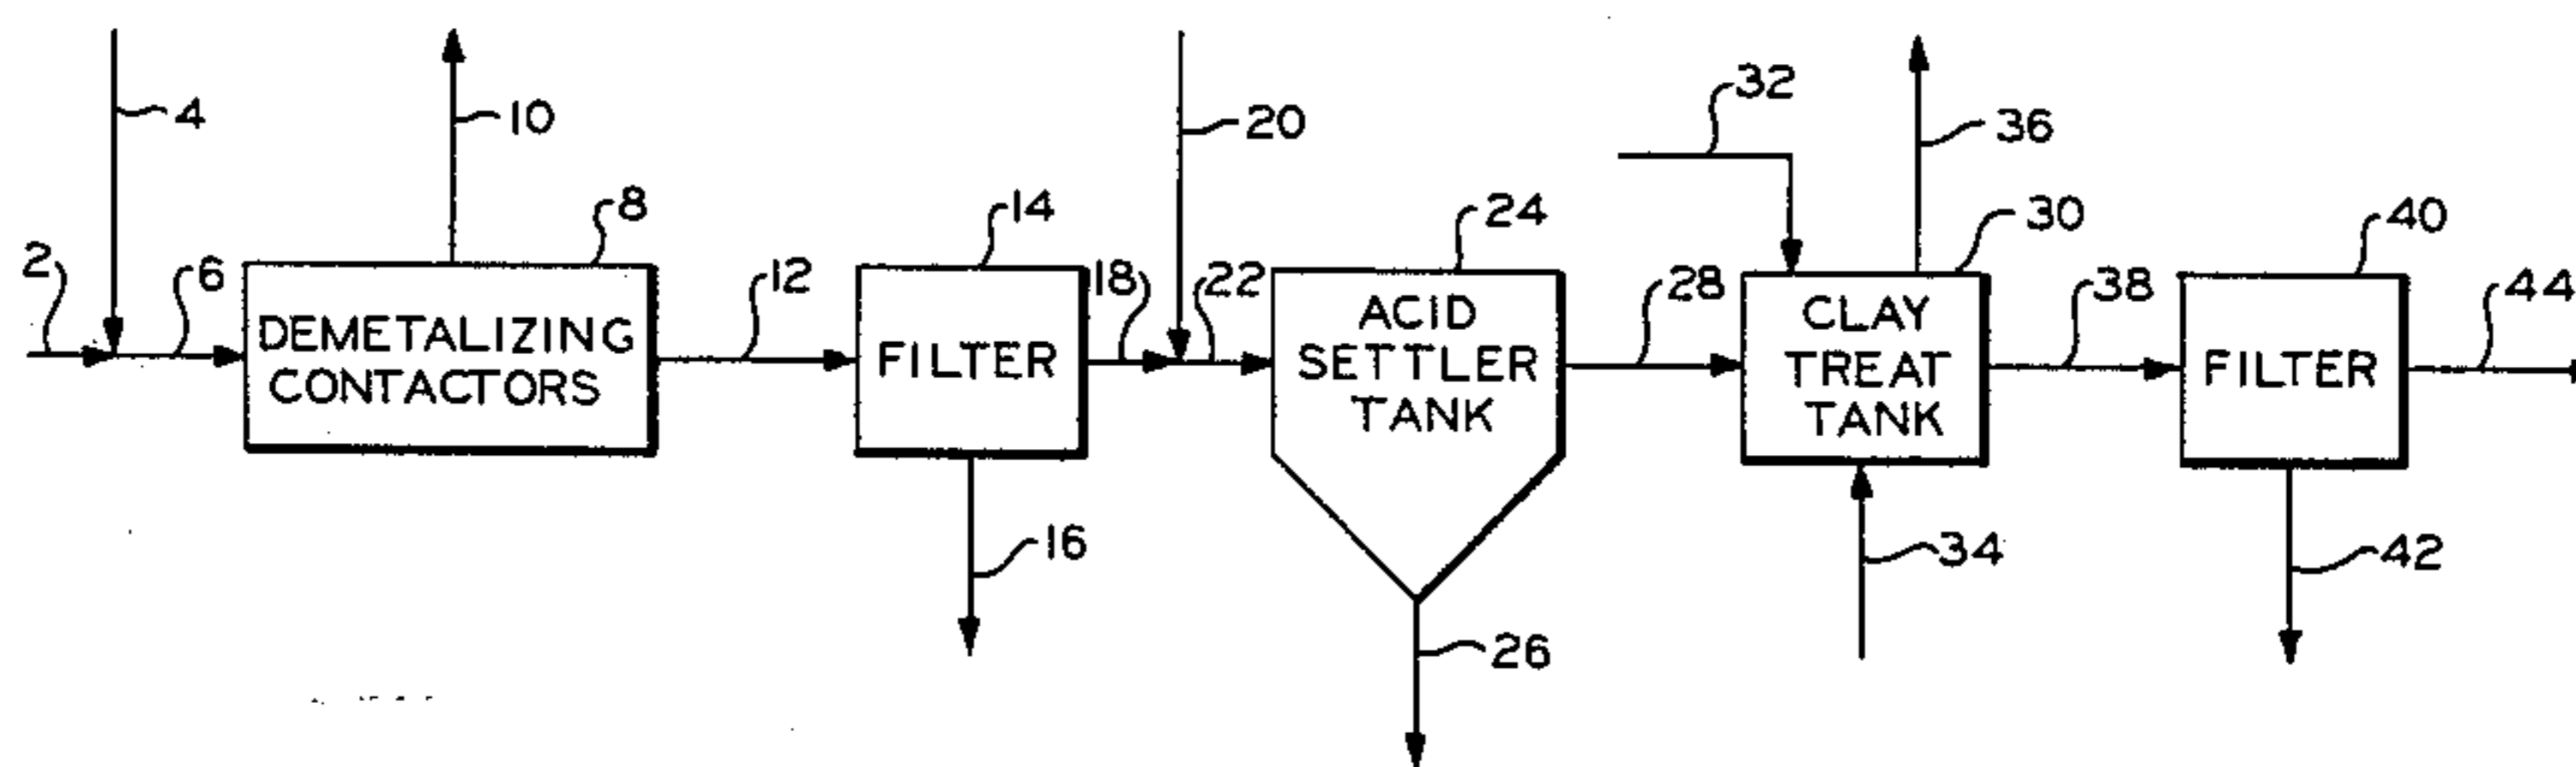 4
10
20
32
36
2
6
8
12
14
18
22
24
28
30
38
40
44
DEMETALIZING
CONTACTORS
FILTER
ACID
SETTLER
TANK
CLAY
TREAT
TANK
FILTER
16
26
34
42